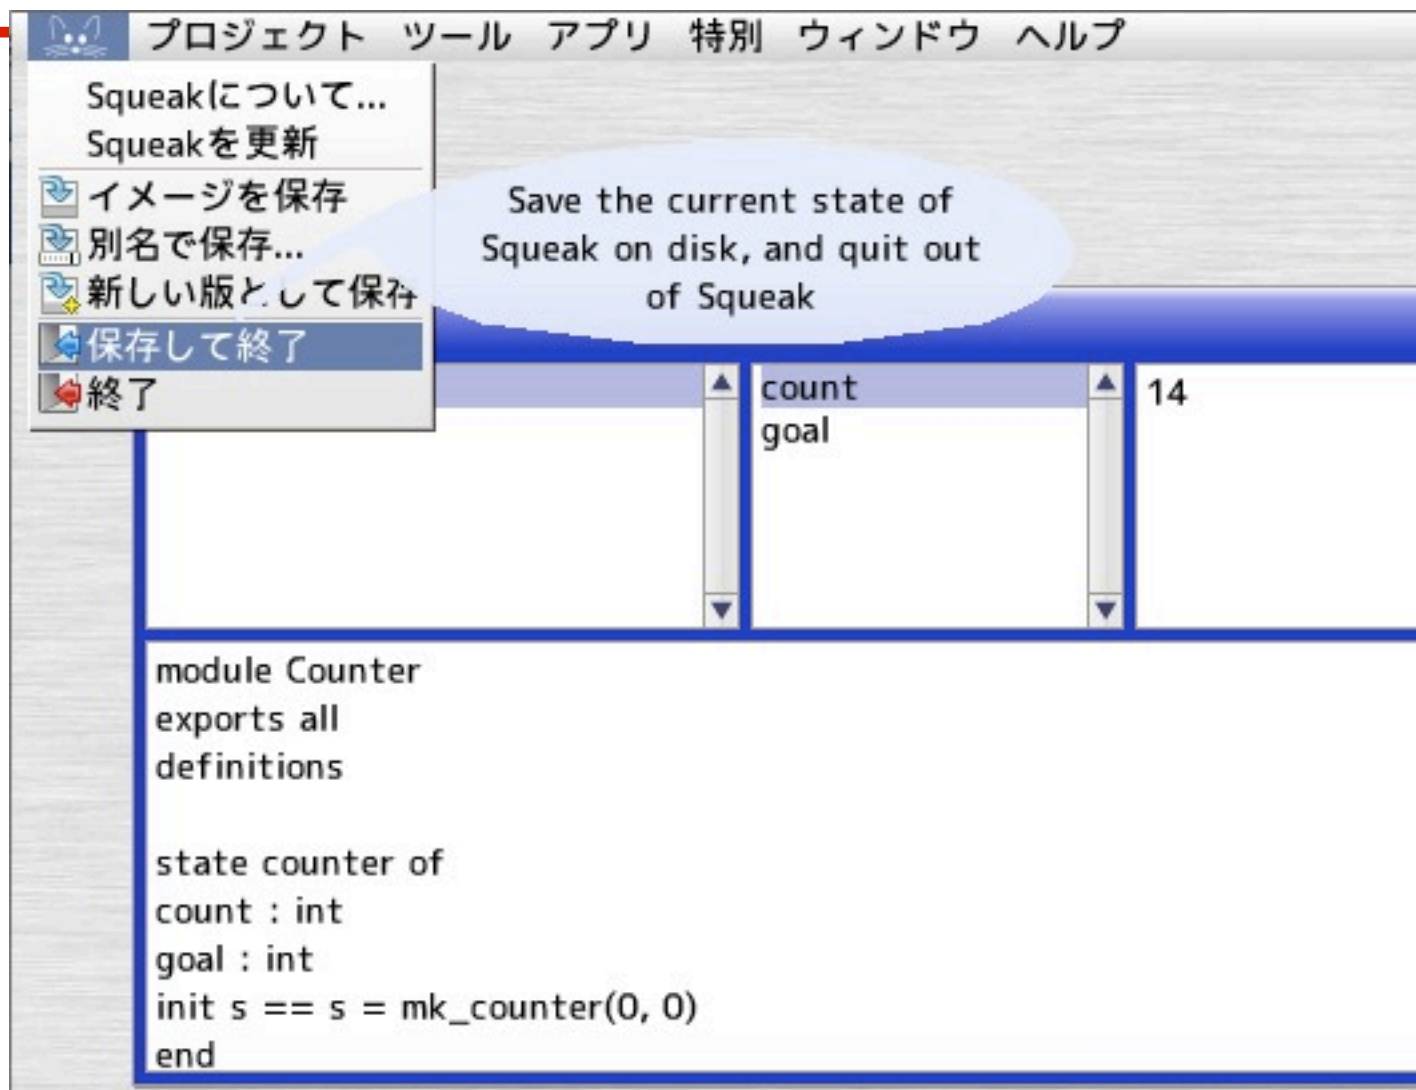 プロジェクト ツール アプリ 特別 ウィンドウ ヘルプ
Squeakについて...
Squeakを更新
イメージを保存
別名で保存...
新しい版として保存
保存して終了
終了
Save the current state of
Squeak on disk, and quit out
of Squeak
count
goal
14
module Counter
exports all
definitions
state counter of
count : int
goal : int
init s == s = mk_counter(0, 0)
end